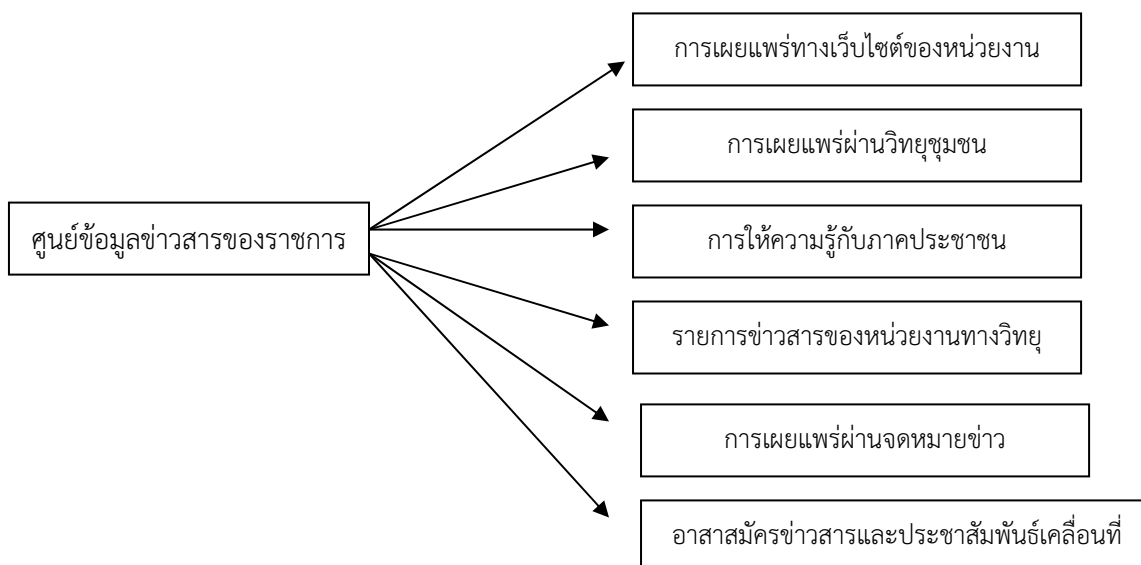 การเผยแพร่ทางเว็บไซต์ของหน่วยงาน
การเผยแพร่ผ่านวิทยุชุมชน
ศูนย์ข้อมูลข่าวสารของราชการ
การให้ความรู้กับภาคประชาชน
รายการข่าวสารของหน่วยงานทางวิทยุ
การเผยแพร่ผ่านจดหมายข่าว
อาสาสมัครข่าวสารและประชาสัมพันธ์เคลื่อนที่